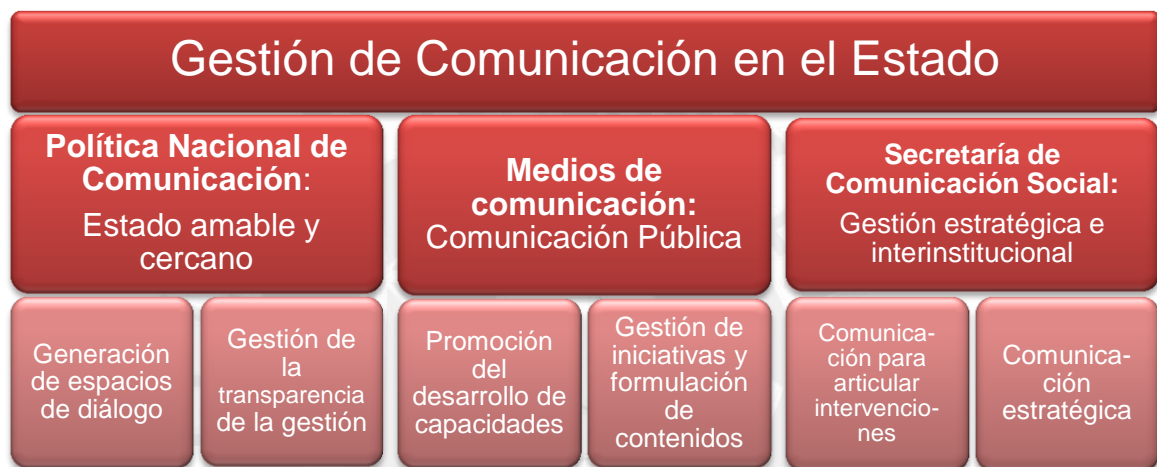 Gestión de Comunicación en el Estado
Política Nacional de
Comunicación:
Estado amable y
cercano
Medios de
comunicación:
Comunicación Pública
Secretaría de
Comunicación Social:
Gestión estratégica e
interinstitucional
Generación
de espacios
de diálogo
Gestión de
la
transparencia
de la gestión
Promoción
del
desarrollo de
capacidades
Gestión de
iniciativas y
formulación
de
contenidos
Comunica-
ción para
articular
intervencio-
nes
Comunica-
ción
estratégica